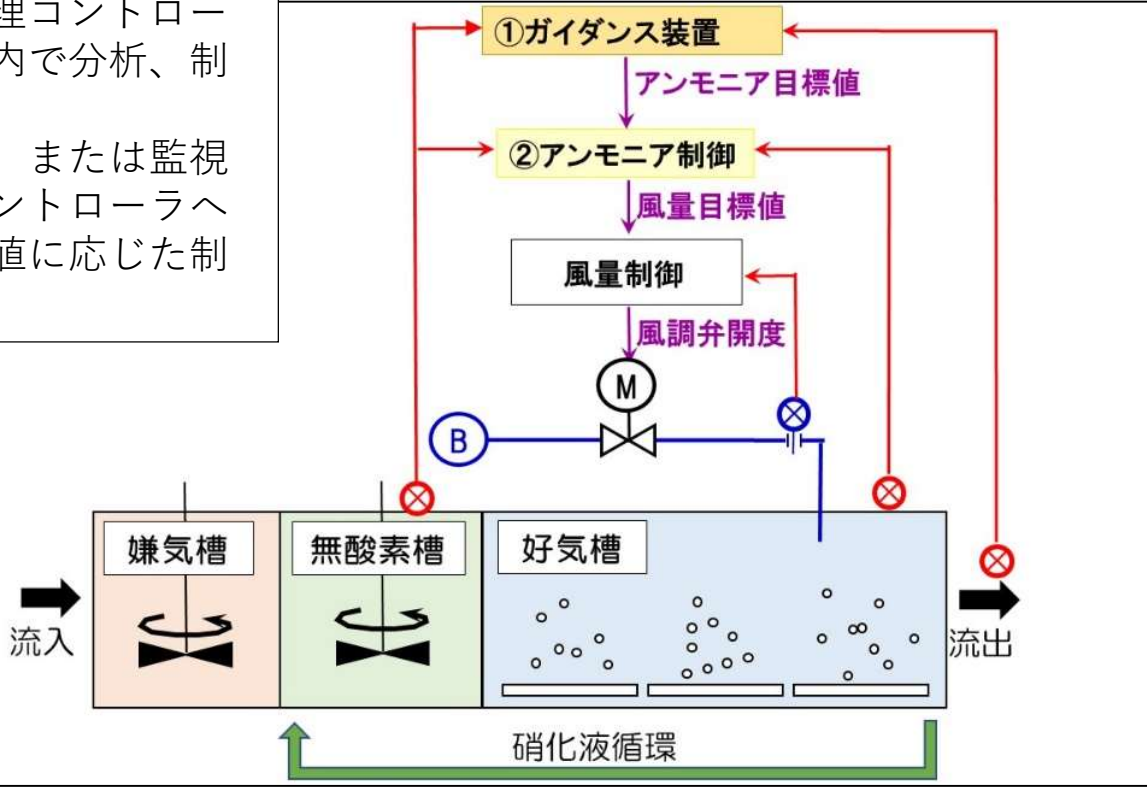 理コントロー
内で分析、制
または監視
ントローラへ
値に応じた制
①ガイダンス装置
アンモニア目標値
②アンモニア制御
風量目標値
風量制御
風調弁開度
M
B
嫌気槽
無酸素槽
好気槽
流入
流出
硝化液循環